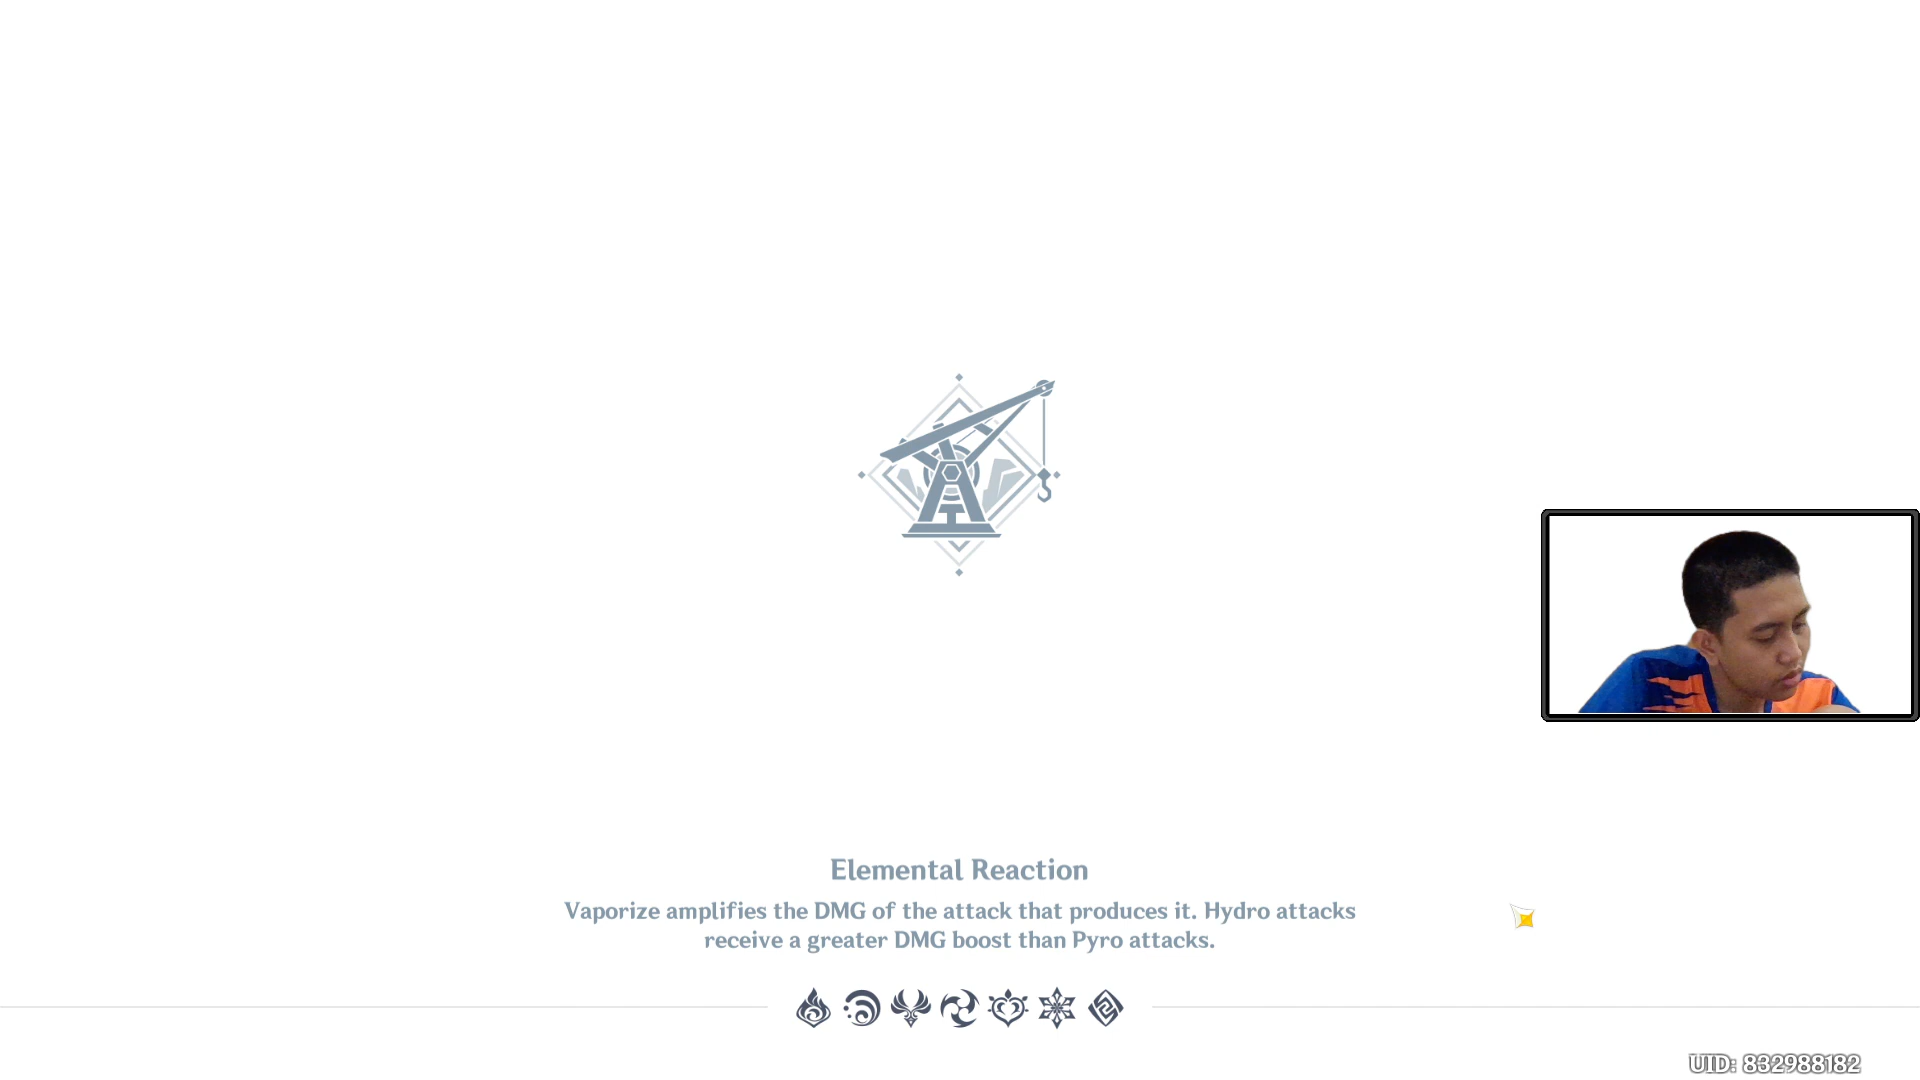 Elemental Reaction
Vaporize amplifies the DMG of the attack that produces it. Hydro attacks
receive a greater DMG boost than Pyro attacks.
UID: 832988182